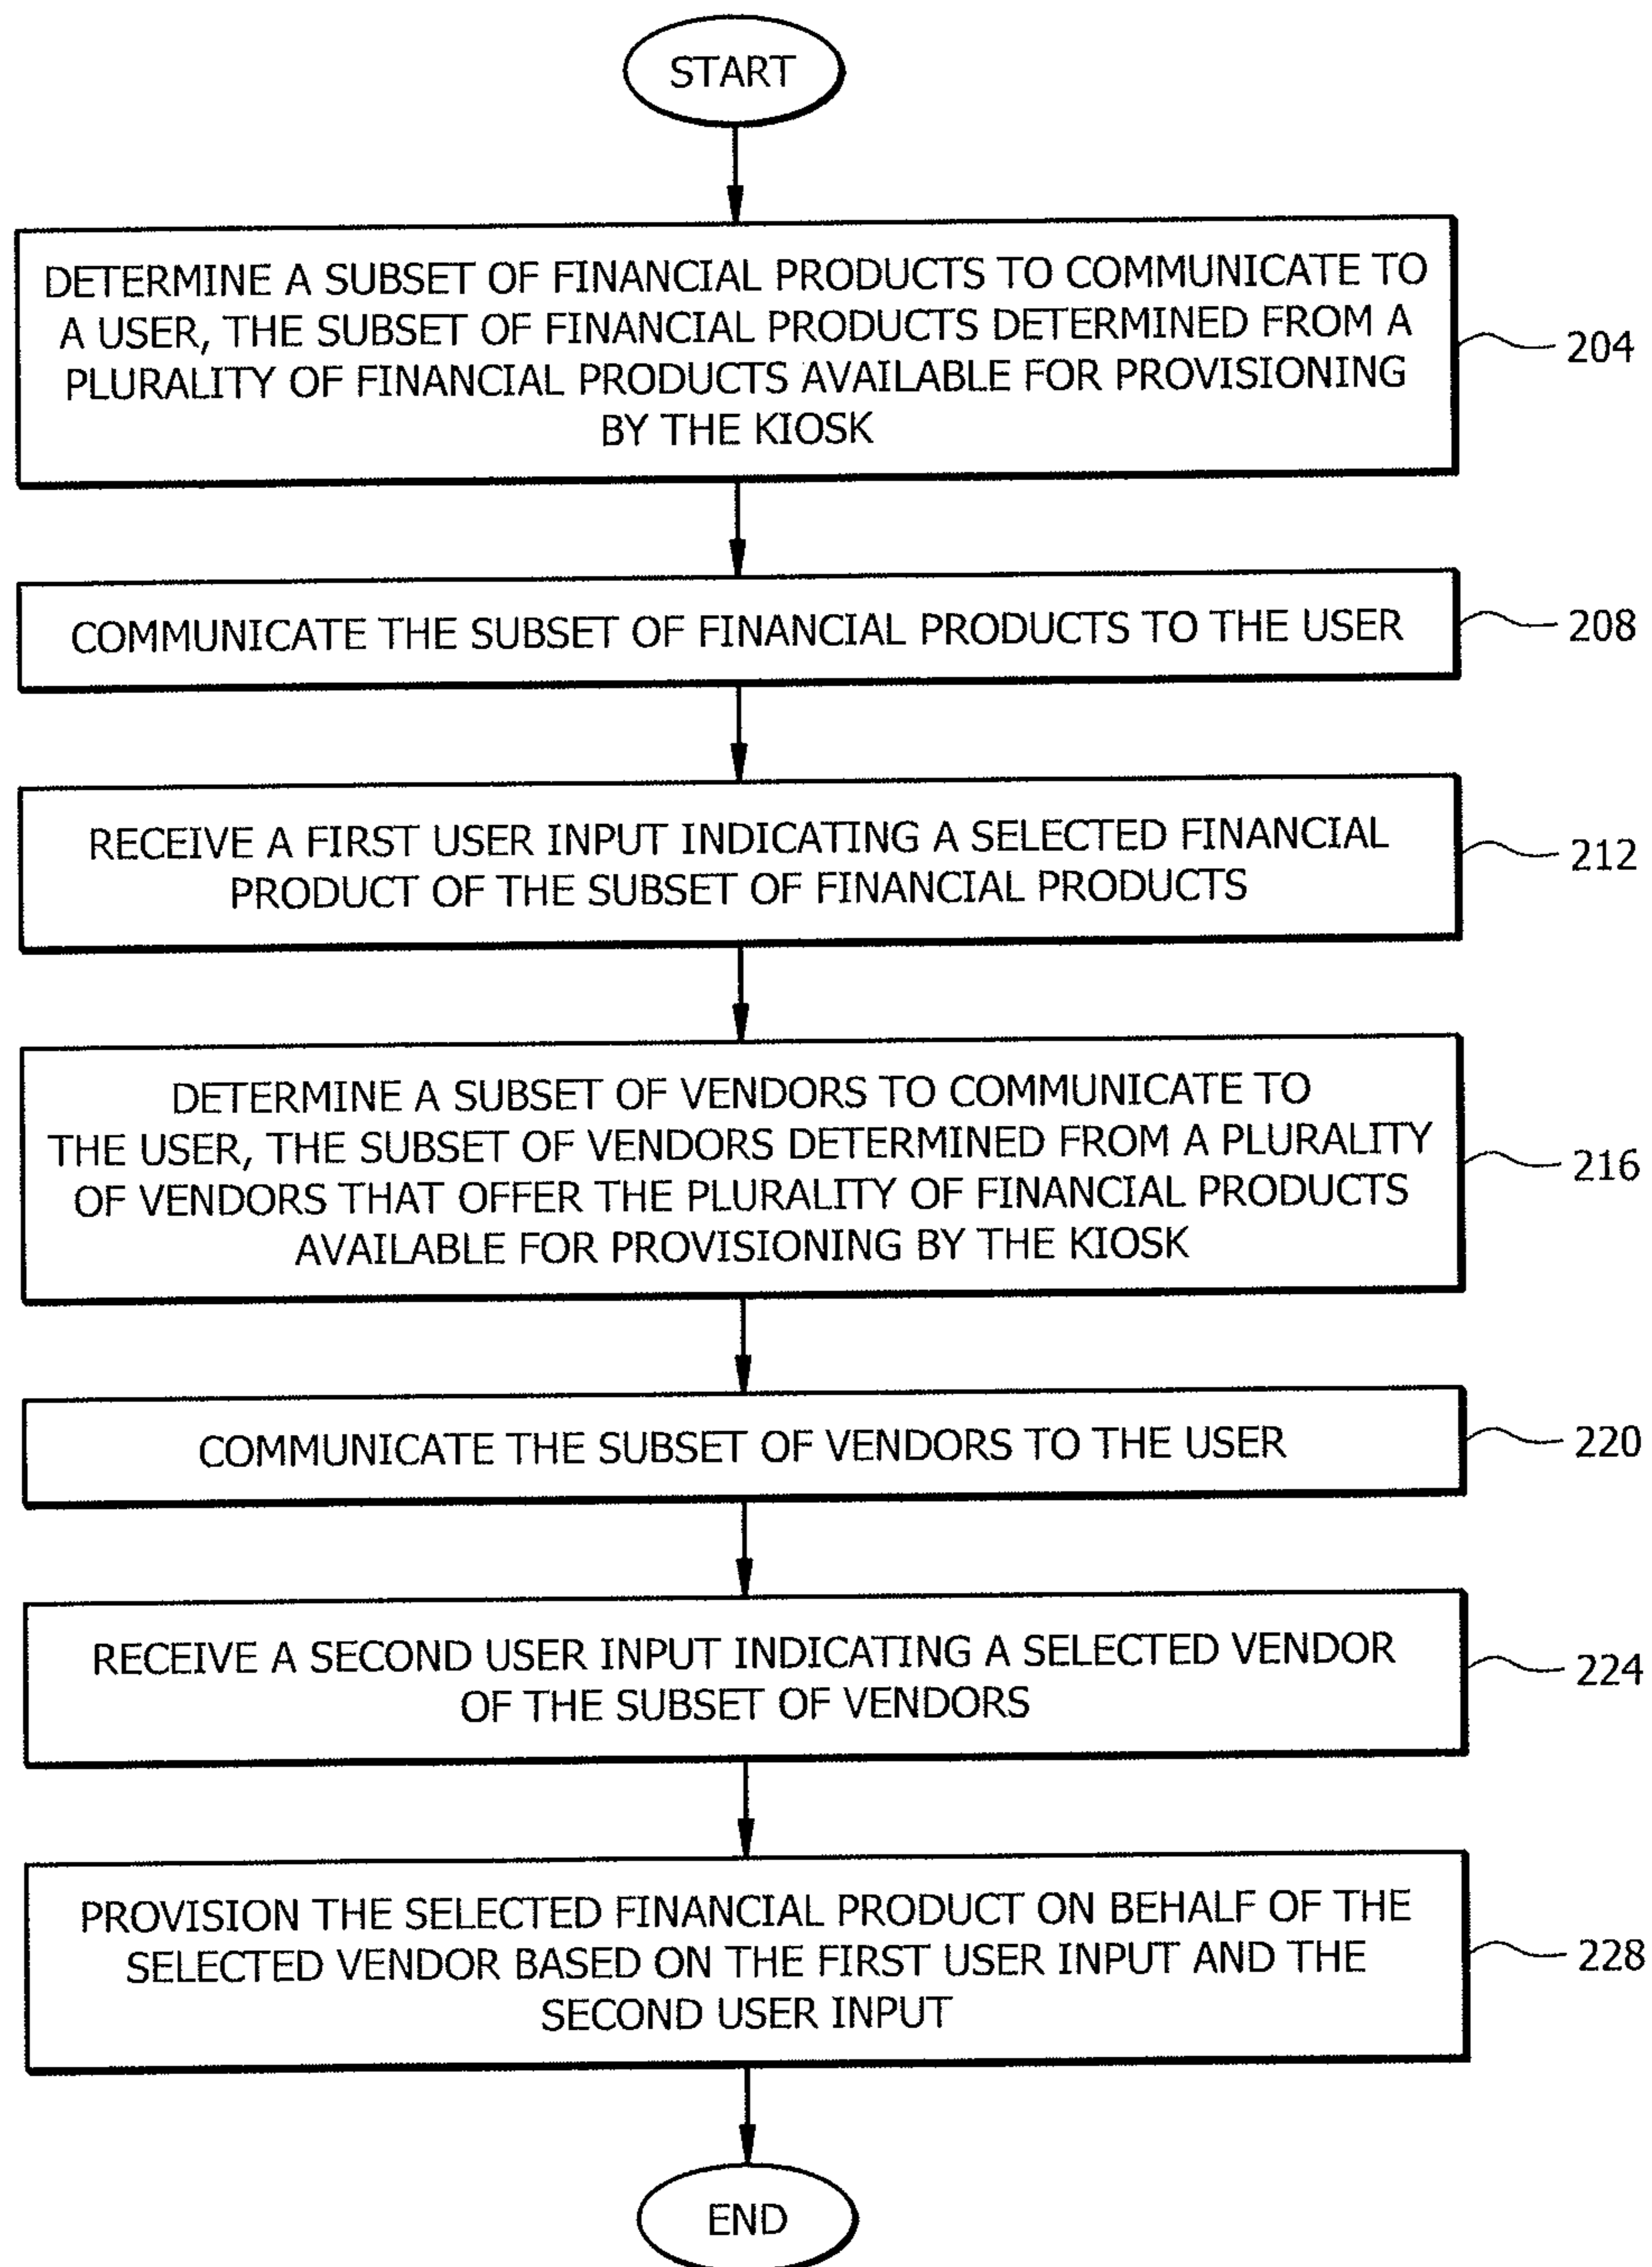 START
DETERMINE A SUBSET OF FINANCIAL PRODUCTS TO COMMUNICATE TO
A USER, THE SUBSET OF FINANCIAL PRODUCTS DETERMINED FROM A
PLURALITY OF FINANCIAL PRODUCTS AVAILABLE FOR PROVISIONING
BY THE KIOSK
204
COMMUNICATE THE SUBSET OF FINANCIAL PRODUCTS TO THE USER
208
RECEIVE A FIRST USER INPUT INDICATING A SELECTED FINANCIAL
PRODUCT OF THE SUBSET OF FINANCIAL PRODUCTS
212
DETERMINE A SUBSET OF VENDORS TO COMMUNICATE TO
THE USER, THE SUBSET OF VENDORS DETERMINED FROM A PLURALITY
OF VENDORS THAT OFFER THE PLURALITY OF FINANCIAL PRODUCTS
AVAILABLE FOR PROVISIONING BY THE KIOSK
216
COMMUNICATE THE SUBSET OF VENDORS TO THE USER
220
RECEIVE A SECOND USER INPUT INDICATING A SELECTED VENDOR
OF THE SUBSET OF VENDORS
224
PROVISION THE SELECTED FINANCIAL PRODUCT ON BEHALF OF THE
SELECTED VENDOR BASED ON THE FIRST USER INPUT AND THE
SECOND USER INPUT
228
END